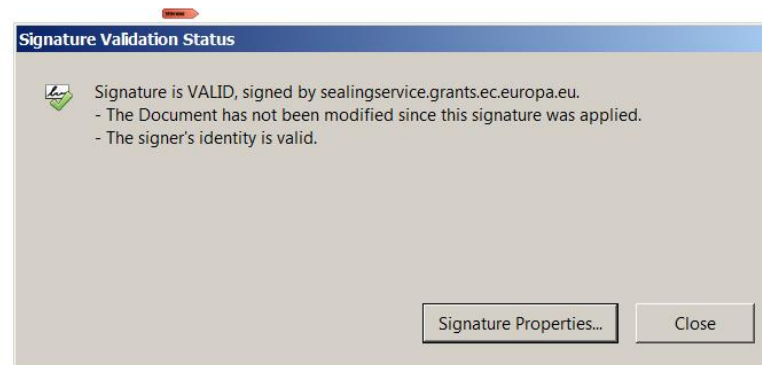 Signature Validation Status
Signature is VALID, signed by sealingservice.grants.ec.europa.eu.
- The Document has not been modified since this signature was applied.
- The signer's identity is valid.
Signature Properties...
Close